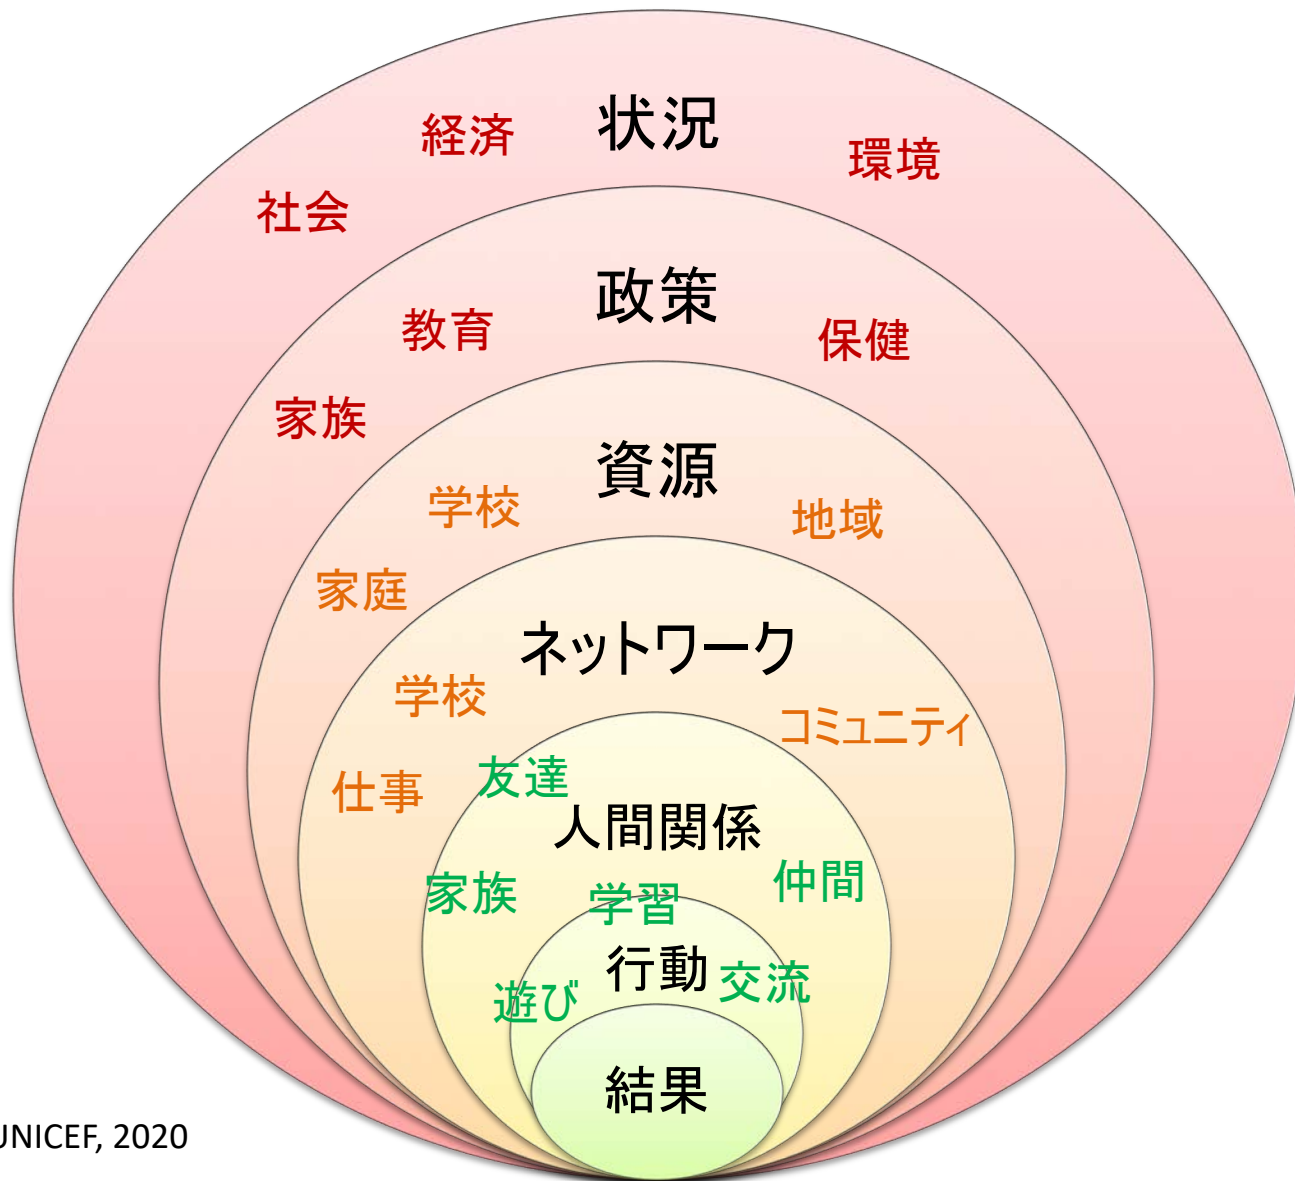 状況
経済
環境
社会
政策
教育
保健
家族
資源
学校
地域
家庭
ネットワーク
学校
コミュニティ
仕事
友達
人間関係
家族
仲間
学習
行動
交流
遊び
結果
UNICEF, 2020